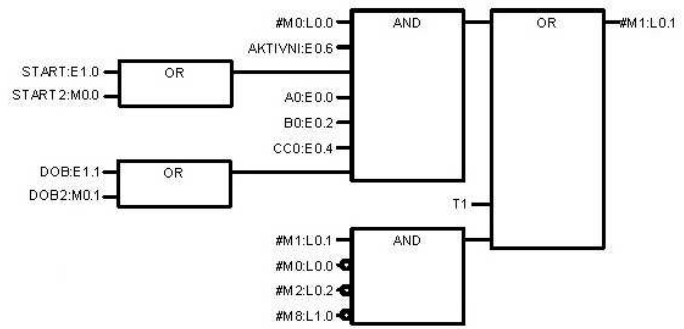 #M0:L0.0 AND OR #M1:L0.1
AKTIVNI:E0.6
START:E1.0 OR
START2:M0.0
A0:E0.0
B0:E0.2
CC0:E0.4
DOB:E1.1 OR
DOB2:M0.1
T1
#M1:L0.1 AND
#M0:L0.0
#M2:L0.2
#M8:L1.0